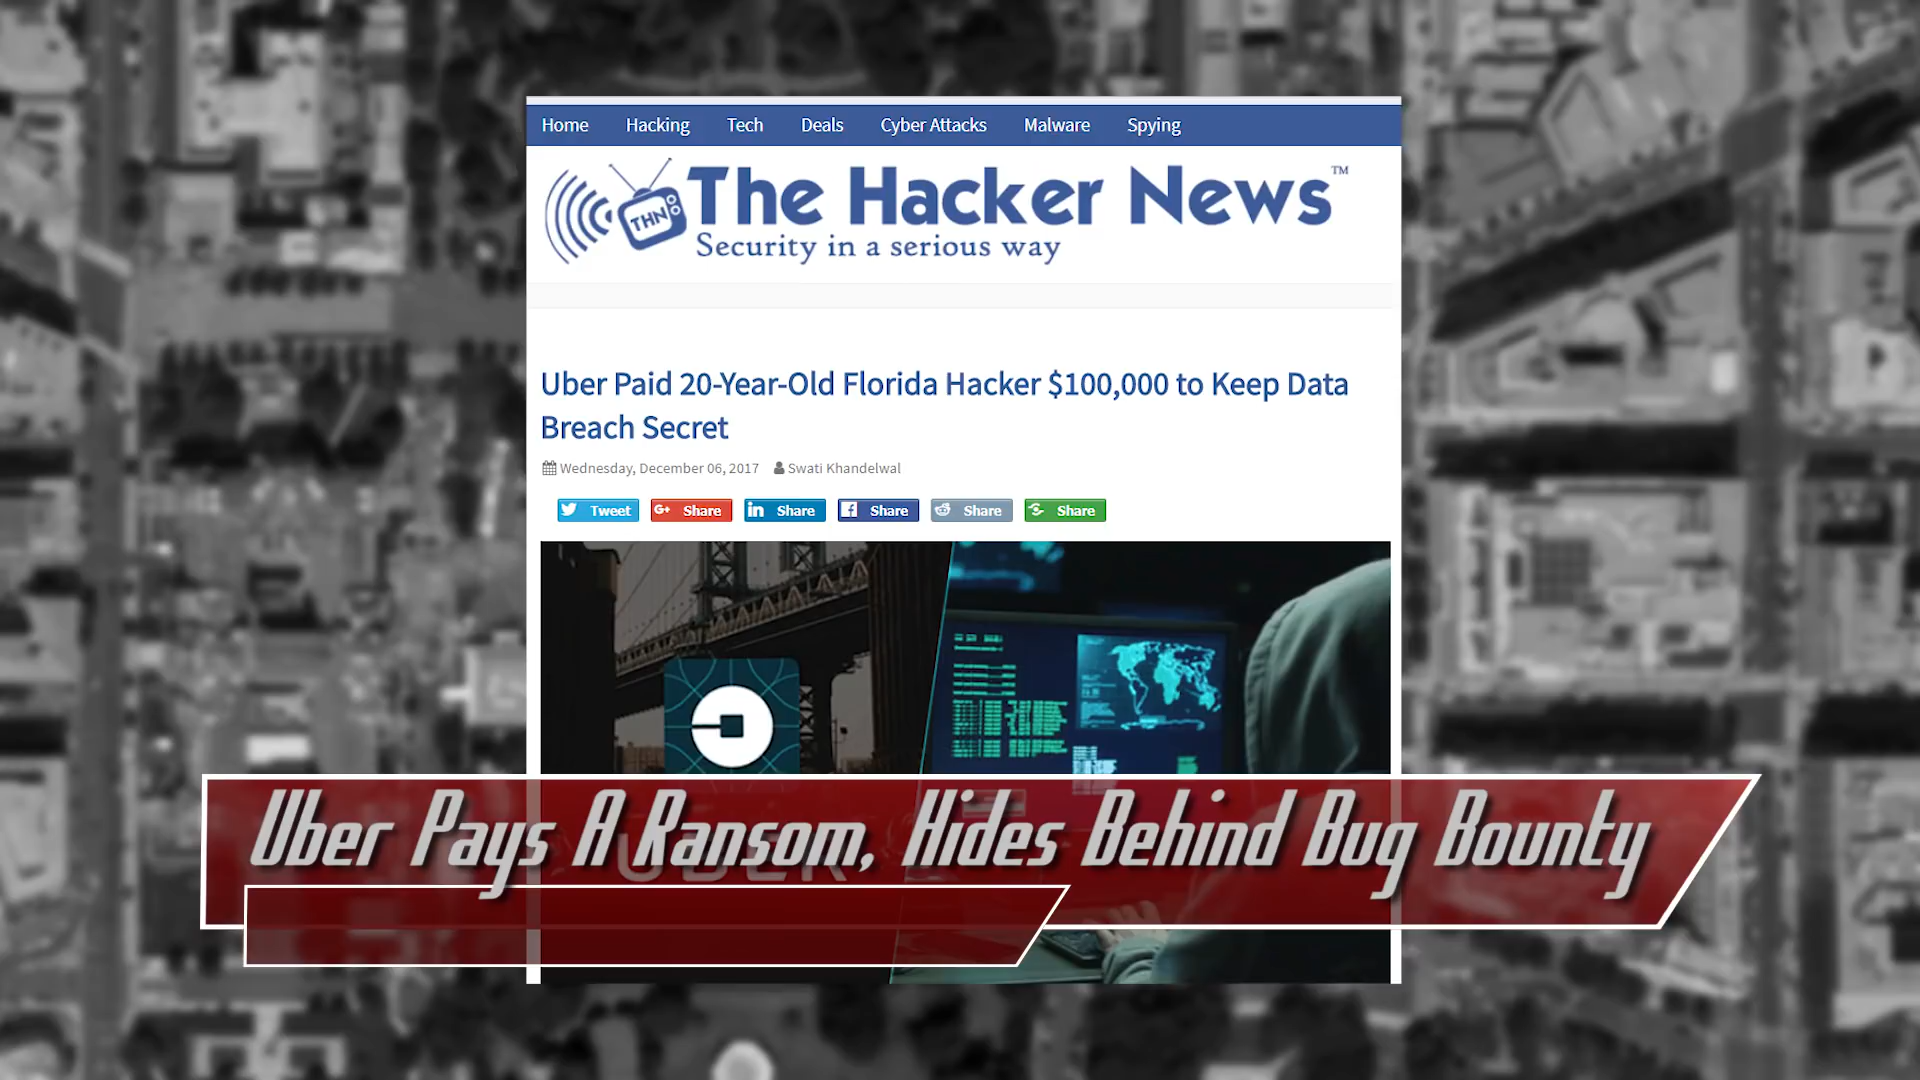 Home Hacking Tech Deals Cyber Attacks Malware Spying
THN
The Hacker News™
Security in a serious way
Uber Paid 20-Year-Old Florida Hacker $100,000 to Keep Data
Breach Secret
Wednesday, December 06, 2017 Swati Khandelwal
Tweet Share Share Share Share Share
Uber Pays A Ransom, Hides Behind Bug Bounty
UBER